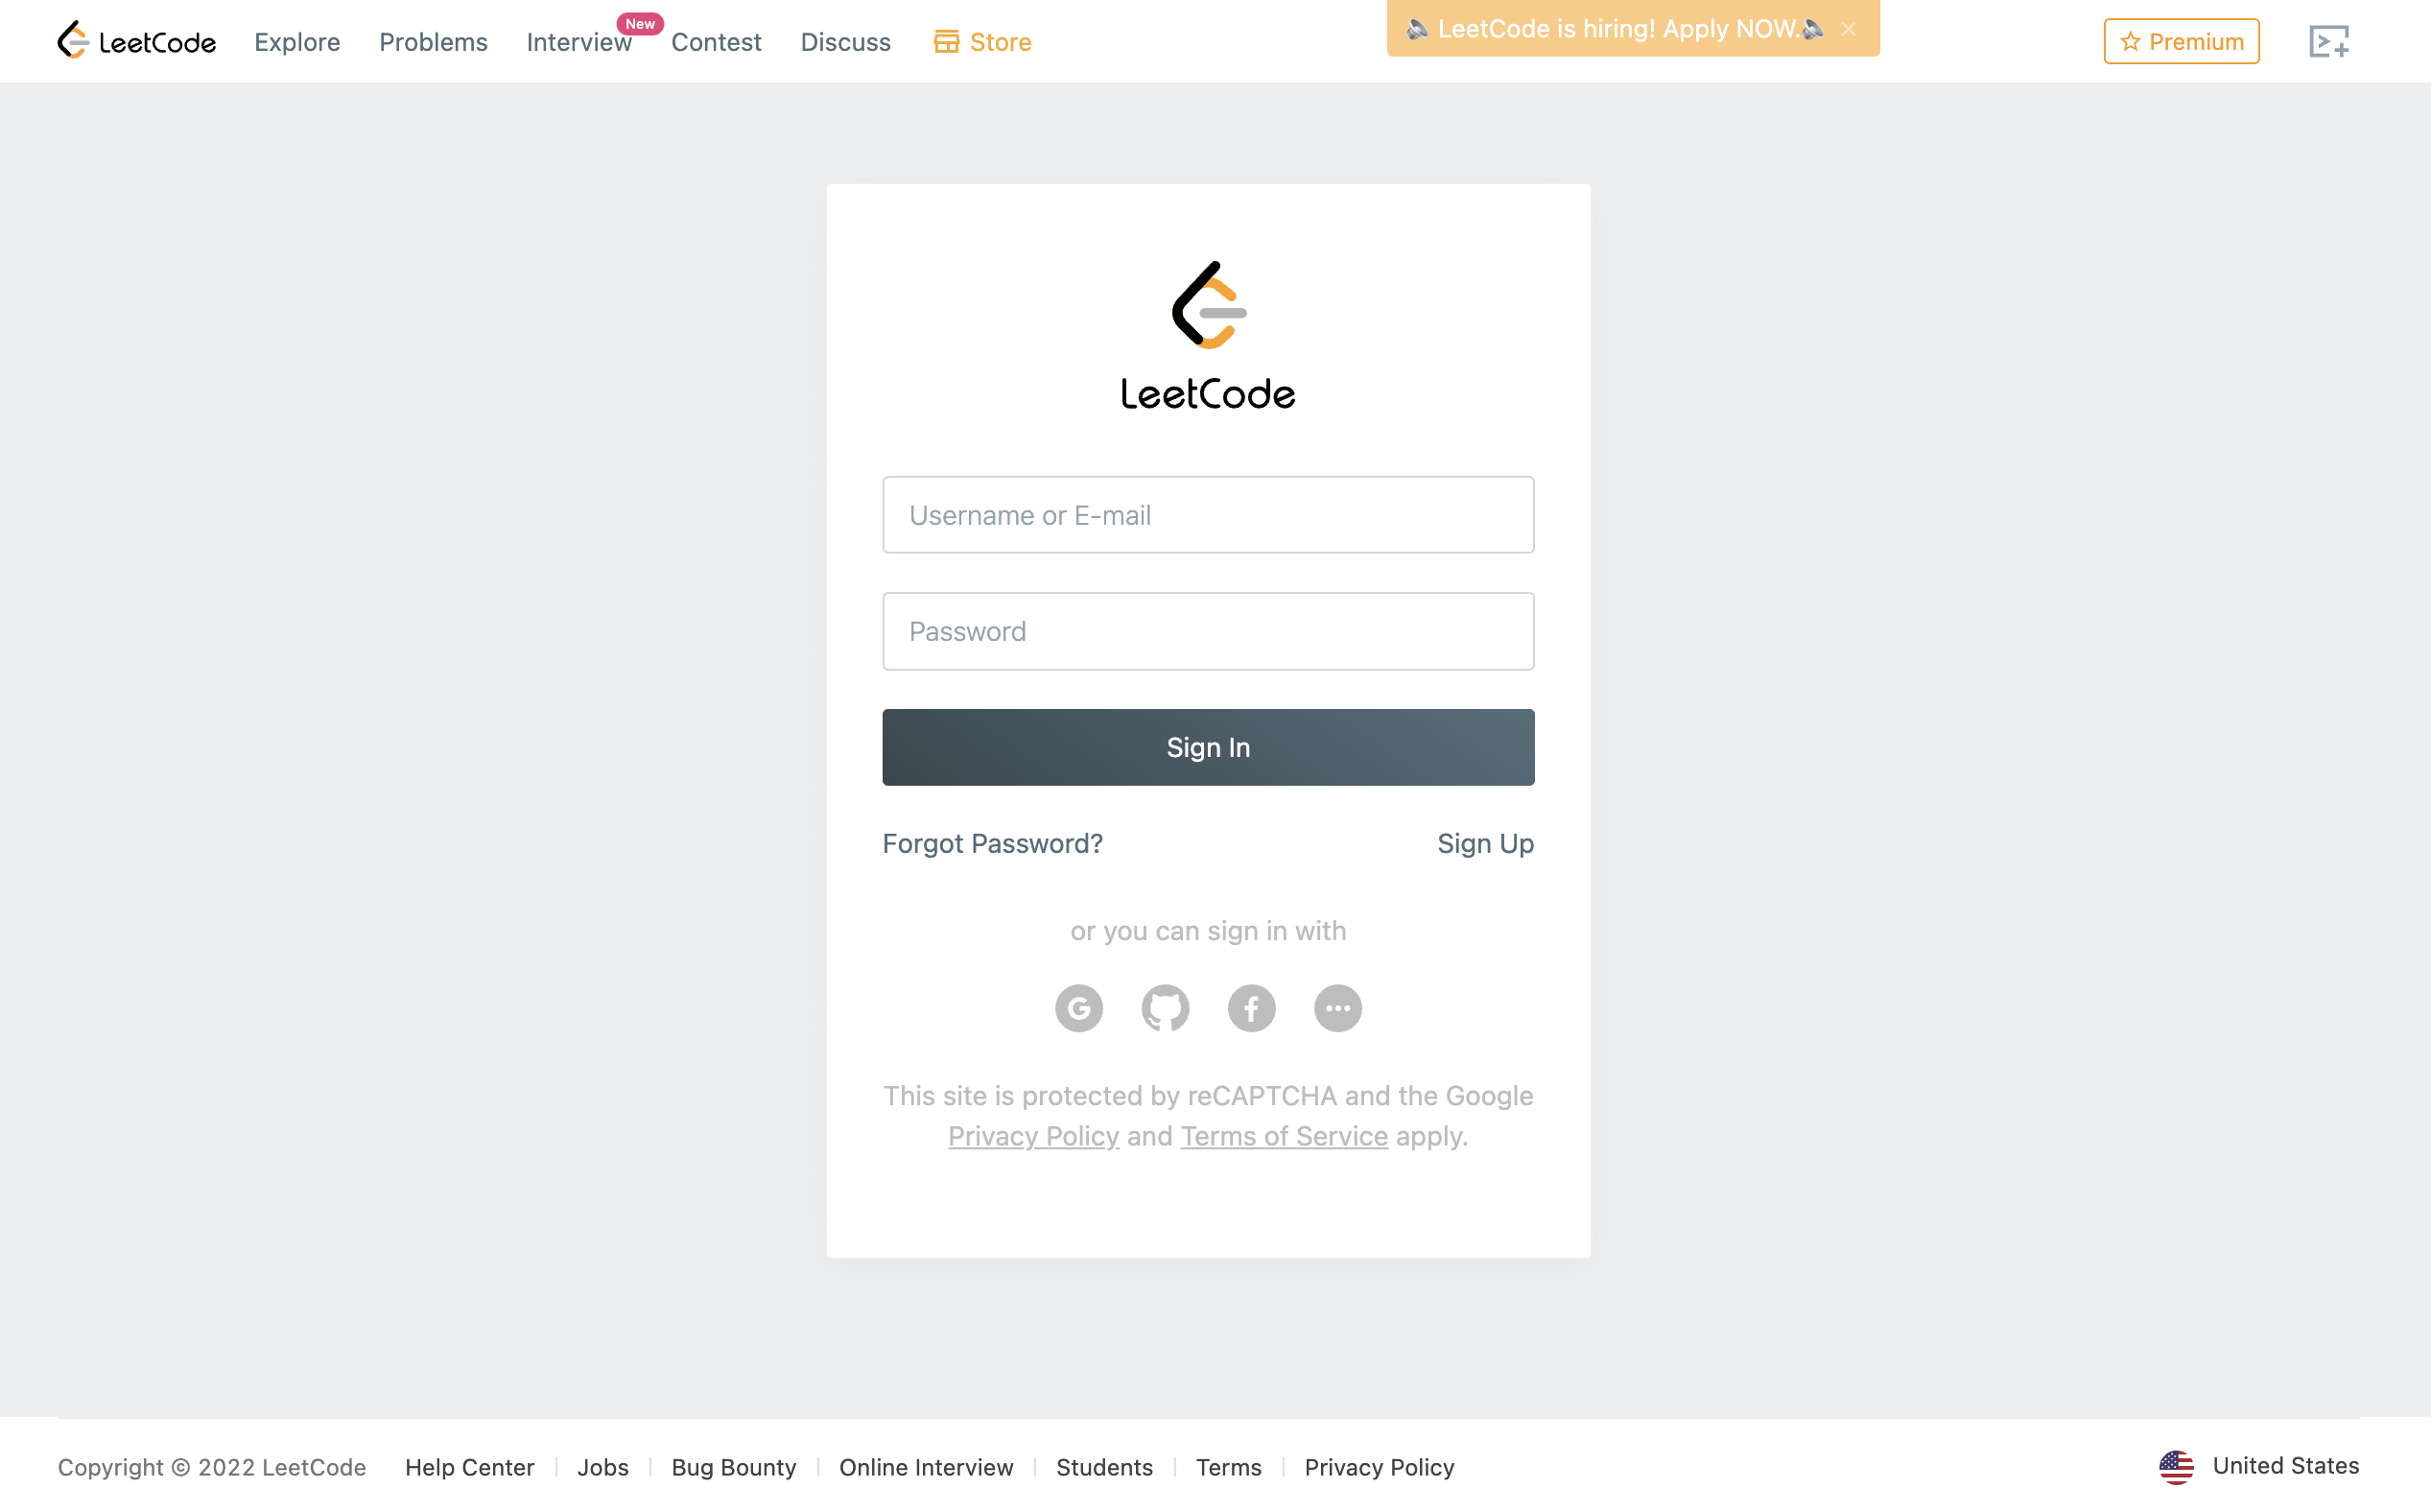 LeetCode Explore Problems Interview New Contest Discuss Store LeetCode is hiring! Apply NOW. Premium
LeetCode
Username or E-mail
Password
Sign In
Forgot Password? Sign Up
or you can sign in with
This site is protected by reCAPTCHA and the Google
Privacy Policy and Terms of Service apply.
Copyright © 2022 LeetCode Help Center Jobs Bug Bounty Online Interview Students Terms Privacy Policy United States